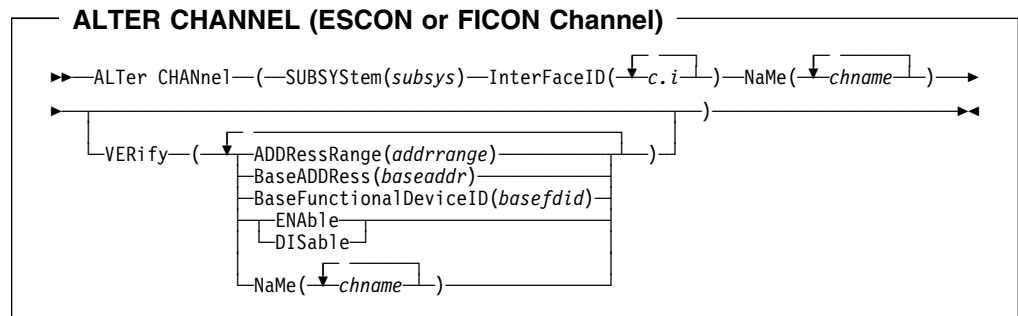 ALTER CHANNEL (ESCON or FICON Channel)
ALTer CHANnel ( SUBSYStem(subsys) InterFaceID( c.i ) NaMe( chname )
)
VERify ( ADDRessRange(addrrange) )
BaseADDRess(baseaddr)
BaseFunctionalDeviceID(basefdid)
ENAble
DISable
NaMe( chname )